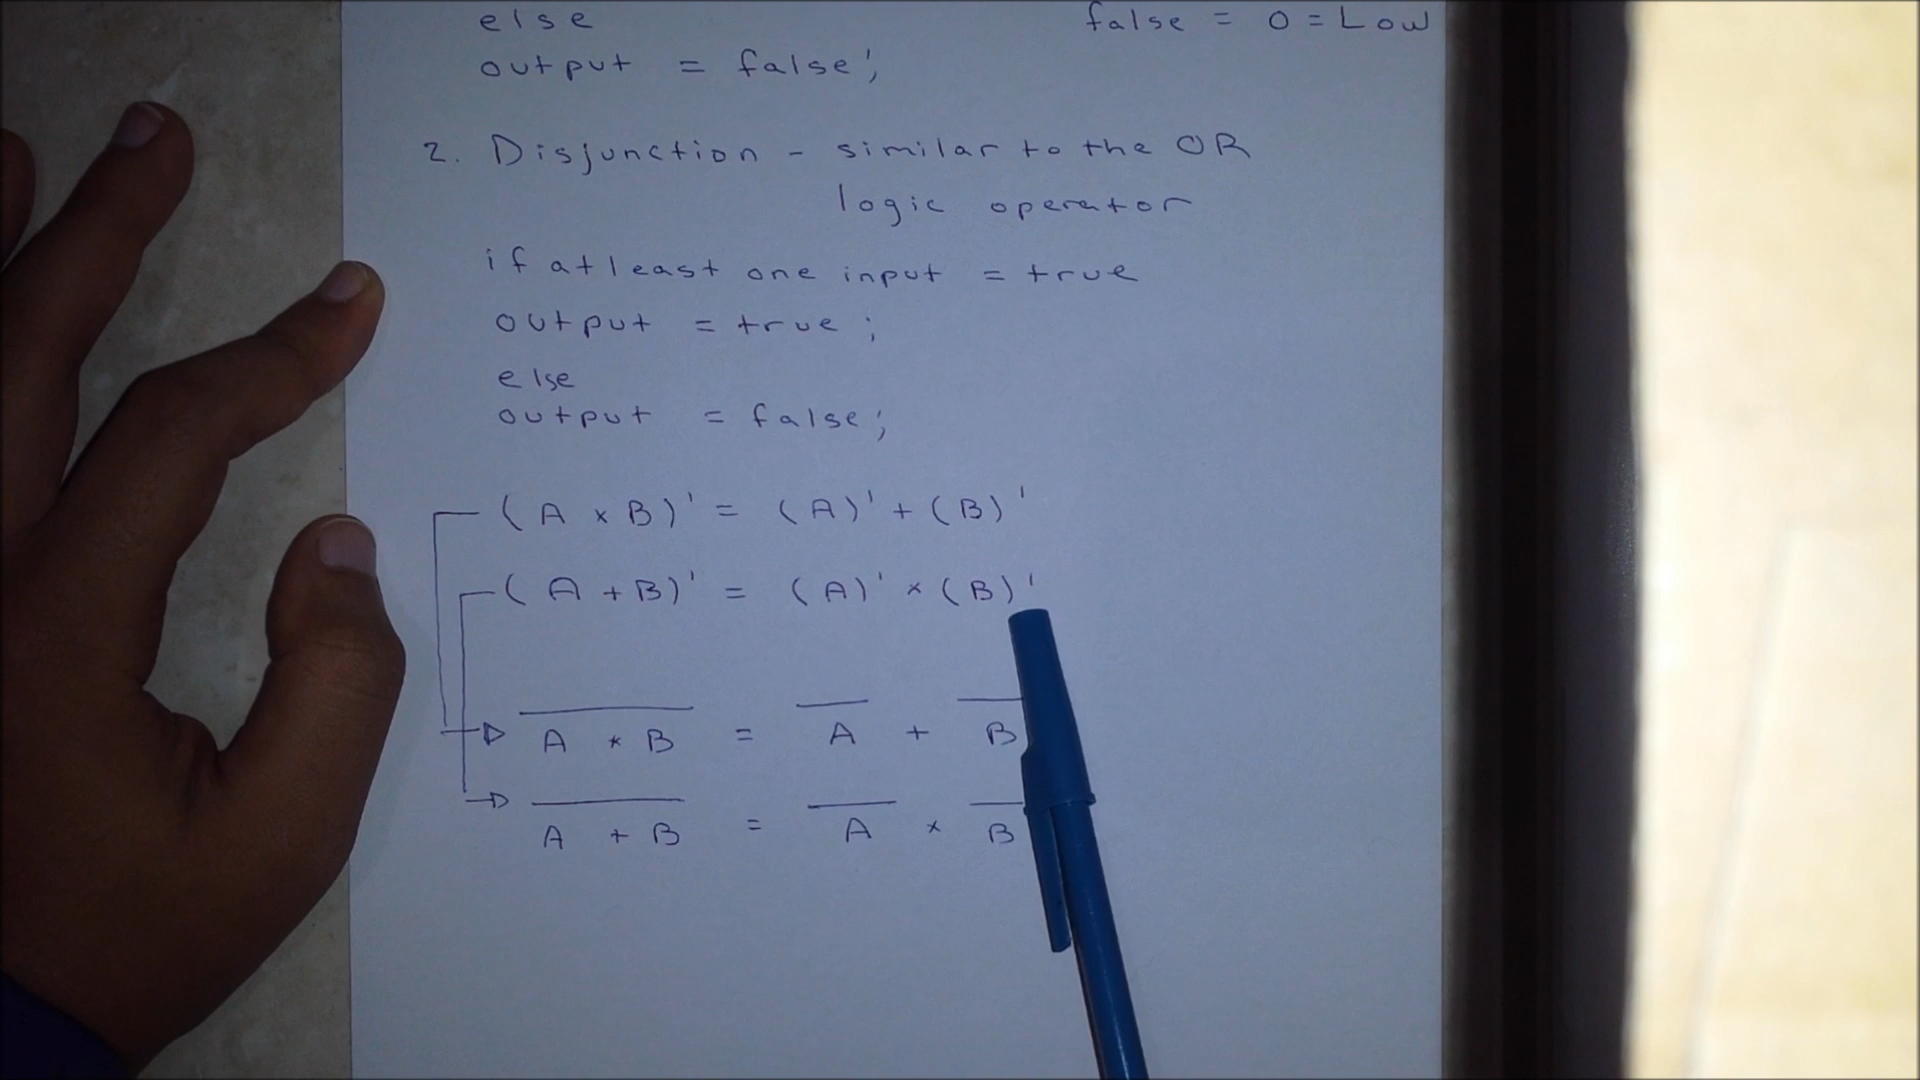 else false = 0 = Low
output = false;
2. Disjunction - similar to the OR
logic operator
if atleast one input = true
output = true;
else
output = false;
(A × B)' = (A)' + (B)'
(A + B)' = (A)' × (B)'
A̅ ̅*̅ ̅B̅ = A̅ + B̅
A̅ ̅+̅ ̅B̅ = A̅ × B̅